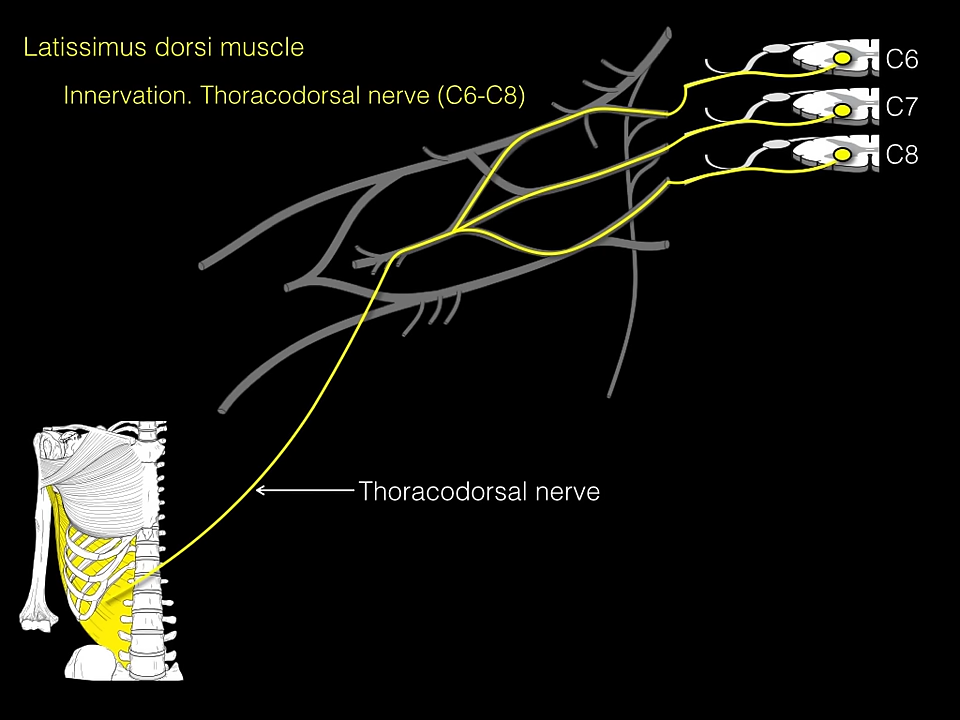 Latissimus dorsi muscle
Innervation. Thoracodorsal nerve (C6-C8)
C6
C7
C8
Thoracodorsal nerve